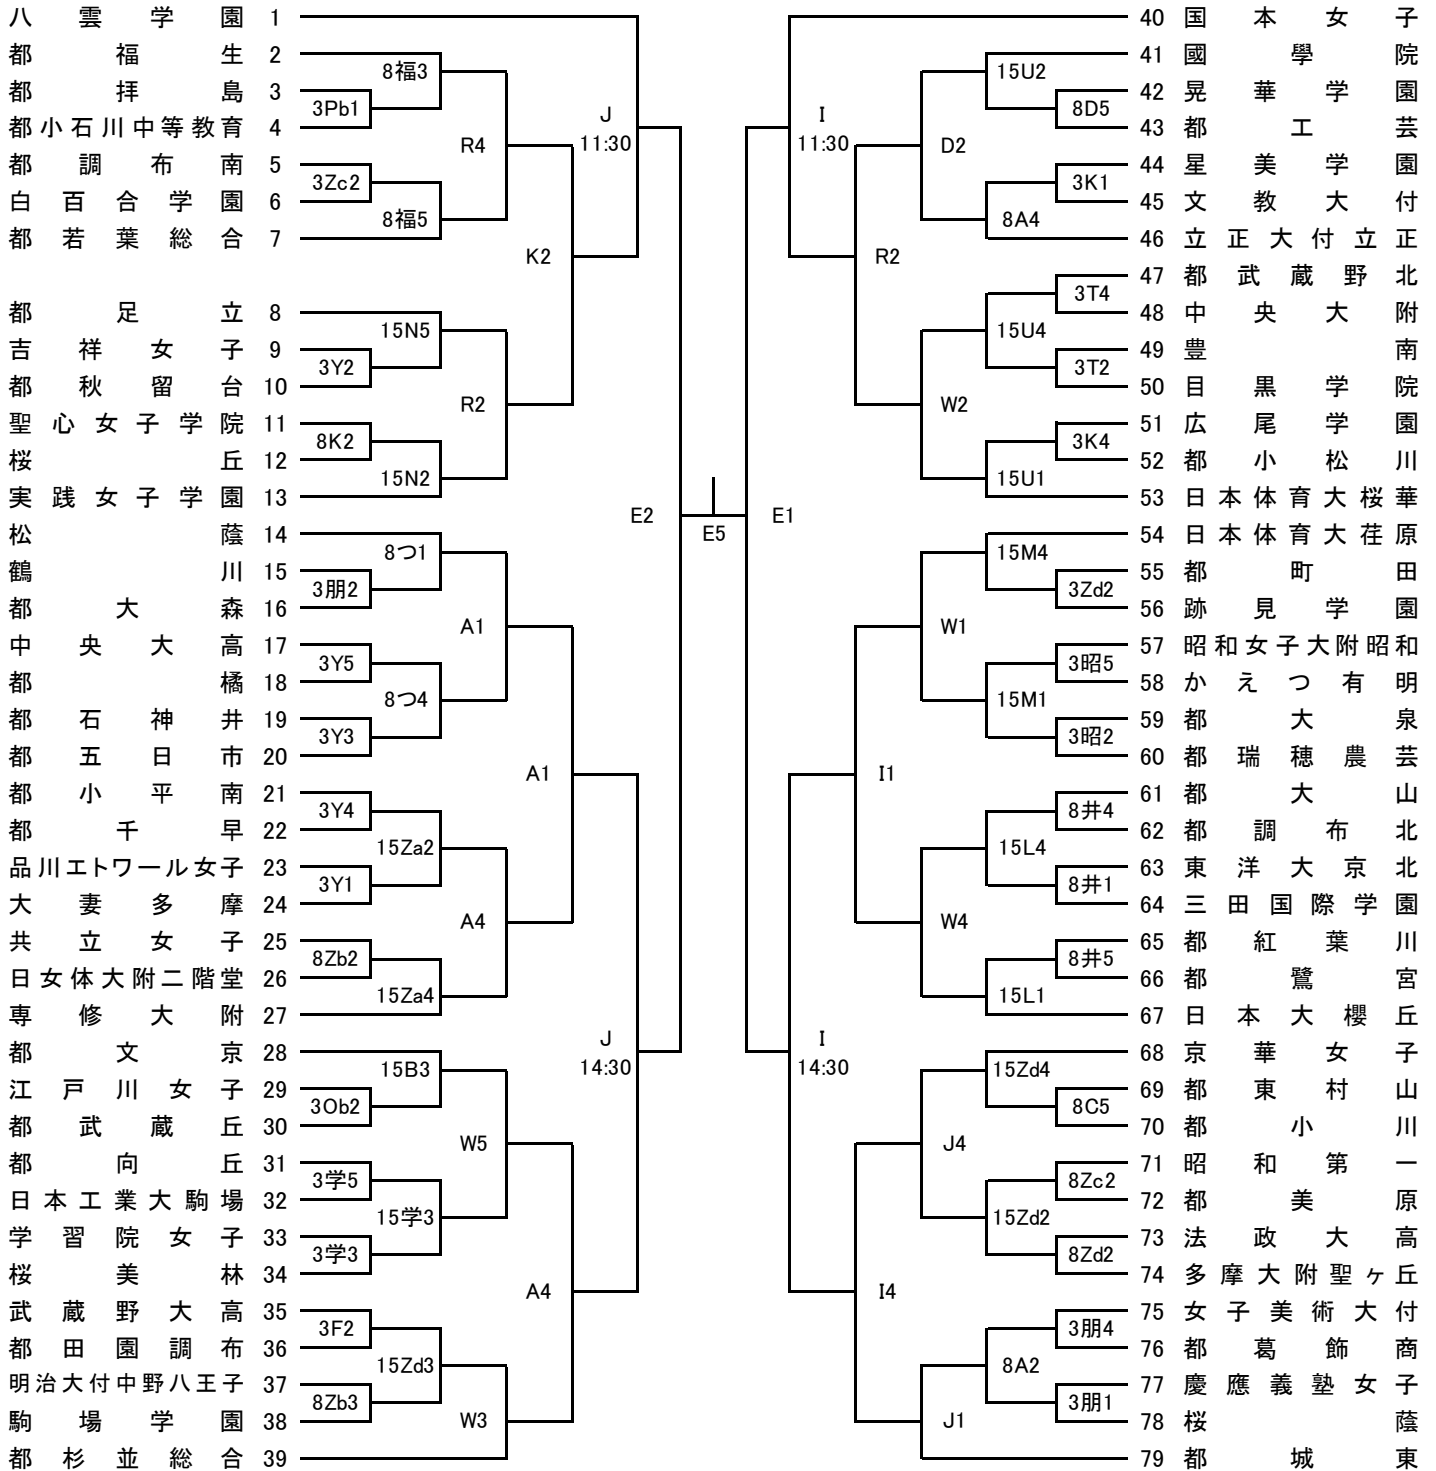 八雲学園 1
都福生 2
都拝島 3
都小石川中等教育 4
都調布南 5
白百合学園 6
都若葉総合 7
都足立 8
吉祥女子 9
都秋留台 10
聖心女子学院 11
桜丘 12
実践女子学園 13
松蔭 14
鶴川 15
都大森 16
中央大高 17
都橘 18
都石神井 19
都五日市 20
都小平南 21
都千早 22
品川エトワール女子 23
大妻多摩 24
共立女子 25
日女体大附二階堂 26
専修大附 27
都文京 28
江戸川女子 29
都武蔵丘 30
都向丘 31
日本工業大駒場 32
学習院女子 33
桜美林 34
武蔵野大高 35
都田園調布 36
明治大付中野八王子 37
駒場学園 38
都杉並総合 39
8福3
3Pb1
3Zc2
8福5
15N5
3Y2
8K2
15N2
8つ1
3朋2
3Y5
8つ4
3Y3
3Y4
15Za2
3Y1
8Zb2
15Za4
15B3
3Ob2
3学5
15学3
3学3
3F2
15Zd3
8Zb3
R4
R2
A1
A4
W5
W3
K2
A1
A4
J
11:30
J
14:30
E2
E5
E1
I
11:30
I
14:30
R2
I1
I4
D2
W2
W1
W4
J4
J1
15U2
8D5
3K1
8A4
3T4
15U4
3T2
3K4
15U1
15M4
3Zd2
3昭5
15M1
3昭2
8井4
15L4
8井1
8井5
15L1
15Zd4
8C5
8Zc2
15Zd2
8Zd2
3朋4
8A2
3朋1
40 国本女子
41 國學院
42 晃華学園
43 都工芸
44 星美学園
45 文教大付
46 立正大付立正
47 都武蔵野北
48 中央大附
49 豊南
50 目黒学院
51 広尾学園
52 都小松川
53 日本体育大桜華
54 日本体育大荏原
55 都町田
56 跡見学園
57 昭和女子大附昭和
58 かえつ有明
59 都大泉
60 都瑞穂農芸
61 都大山
62 都調布北
63 東洋大京北
64 三田国際学園
65 都紅葉川
66 都鷺宮
67 日本大櫻丘
68 京華女子
69 都東村山
70 都小川
71 昭和第一
72 都美原
73 法政大高
74 多摩大附聖ヶ丘
75 女子美術大付
76 都葛飾商
77 慶應義塾女子
78 桜蔭
79 都城東